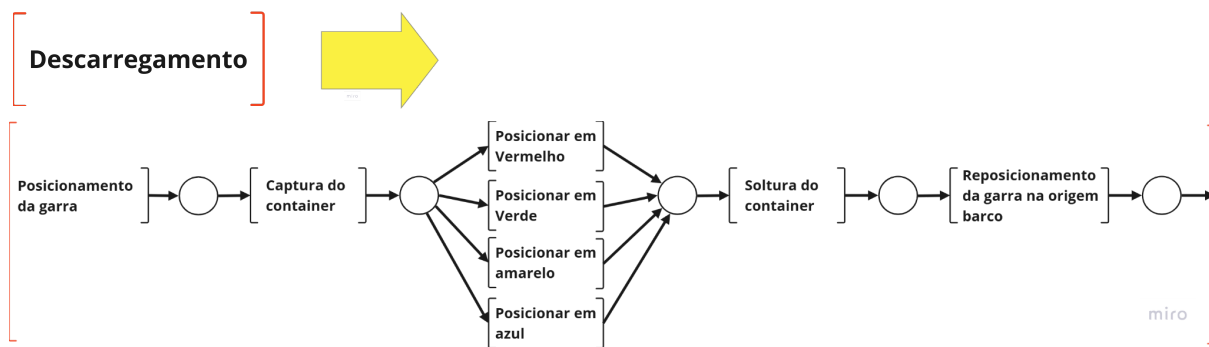 Descarregamento
miro
Posicionamento
da garra
Captura do
container
Posicionar em
Vermelho
Posicionar em
Verde
Posicionar em
amarelo
Posicionar em
azul
Soltura do
container
Reposicionamento
da garra na origem
barco
miro